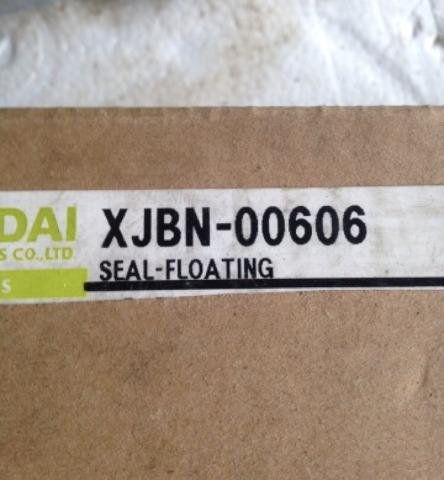 DAI XJBN-00606
S CO.,LTD.
SEAL-FLOATING
S